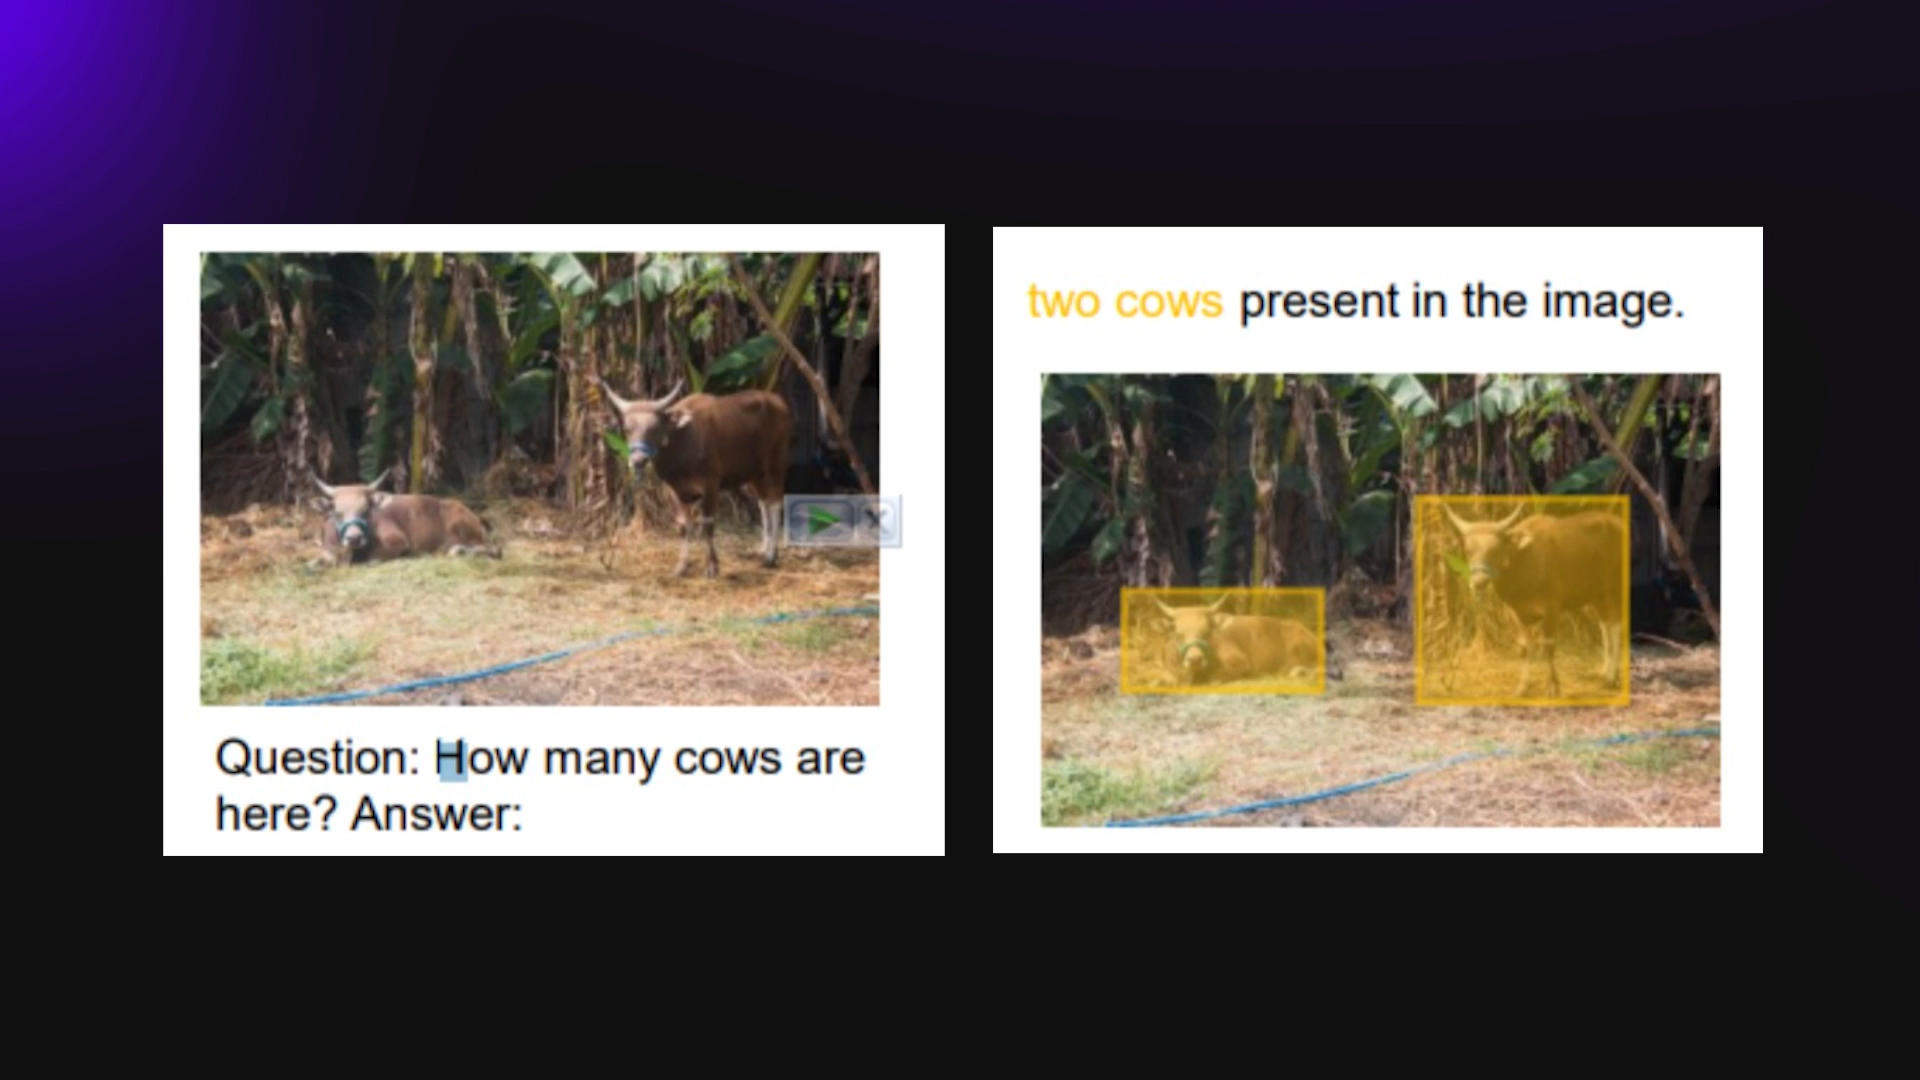 Question: How many cows are
here? Answer:
two cows present in the image.